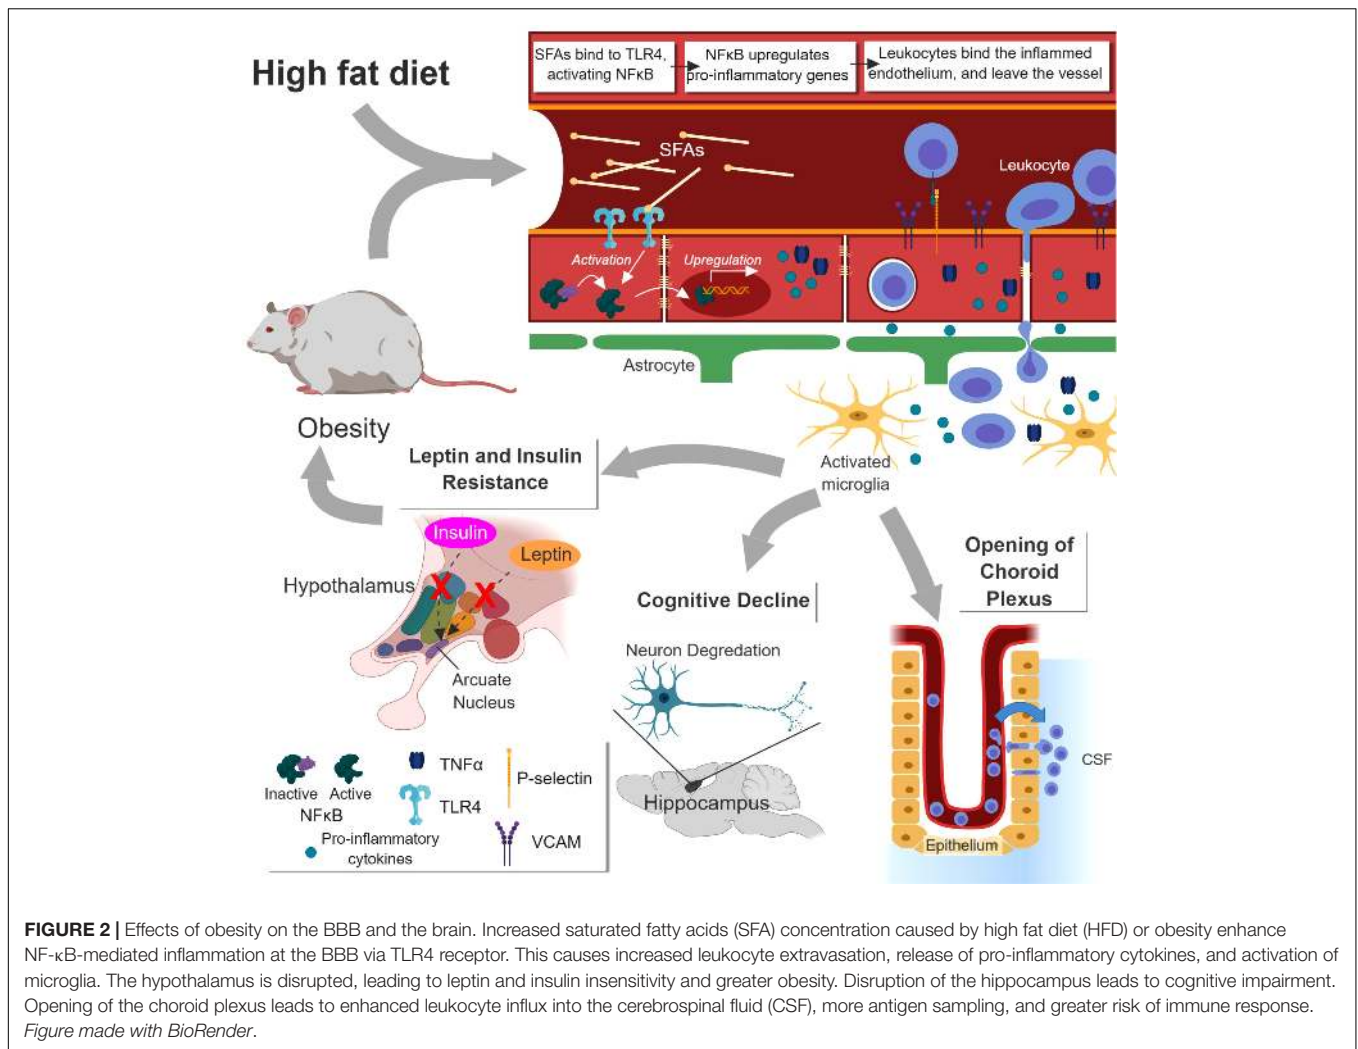 High fat diet
SFAs bind to TLR4,
activating NFκB
NFκB upregulates
pro-inflammatory genes
Leukocytes bind the inflammed
endothelium, and leave the vessel
SFAs
Leukocyte
Activation
Upregulation
Astrocyte
Obesity
Leptin and Insulin
Resistance
Activated
microglia
Insulin
Leptin
Hypothalamus
X
X
Arcuate
Nucleus
Cognitive Decline
Neuron Degredation
Hippocampus
Opening of
Choroid
Plexus
CSF
Epithelium
Inactive
Active
NFκB
TNFα
TLR4
P-selectin
VCAM
Pro-inflammatory
cytokines
FIGURE 2 | Effects of obesity on the BBB and the brain. Increased saturated fatty acids (SFA) concentration caused by high fat diet (HFD) or obesity enhance
NF-κB-mediated inflammation at the BBB via TLR4 receptor. This causes increased leukocyte extravasation, release of pro-inflammatory cytokines, and activation of
microglia. The hypothalamus is disrupted, leading to leptin and insulin insensitivity and greater obesity. Disruption of the hippocampus leads to cognitive impairment.
Opening of the choroid plexus leads to enhanced leukocyte influx into the cerebrospinal fluid (CSF), more antigen sampling, and greater risk of immune response.
Figure made with BioRender.